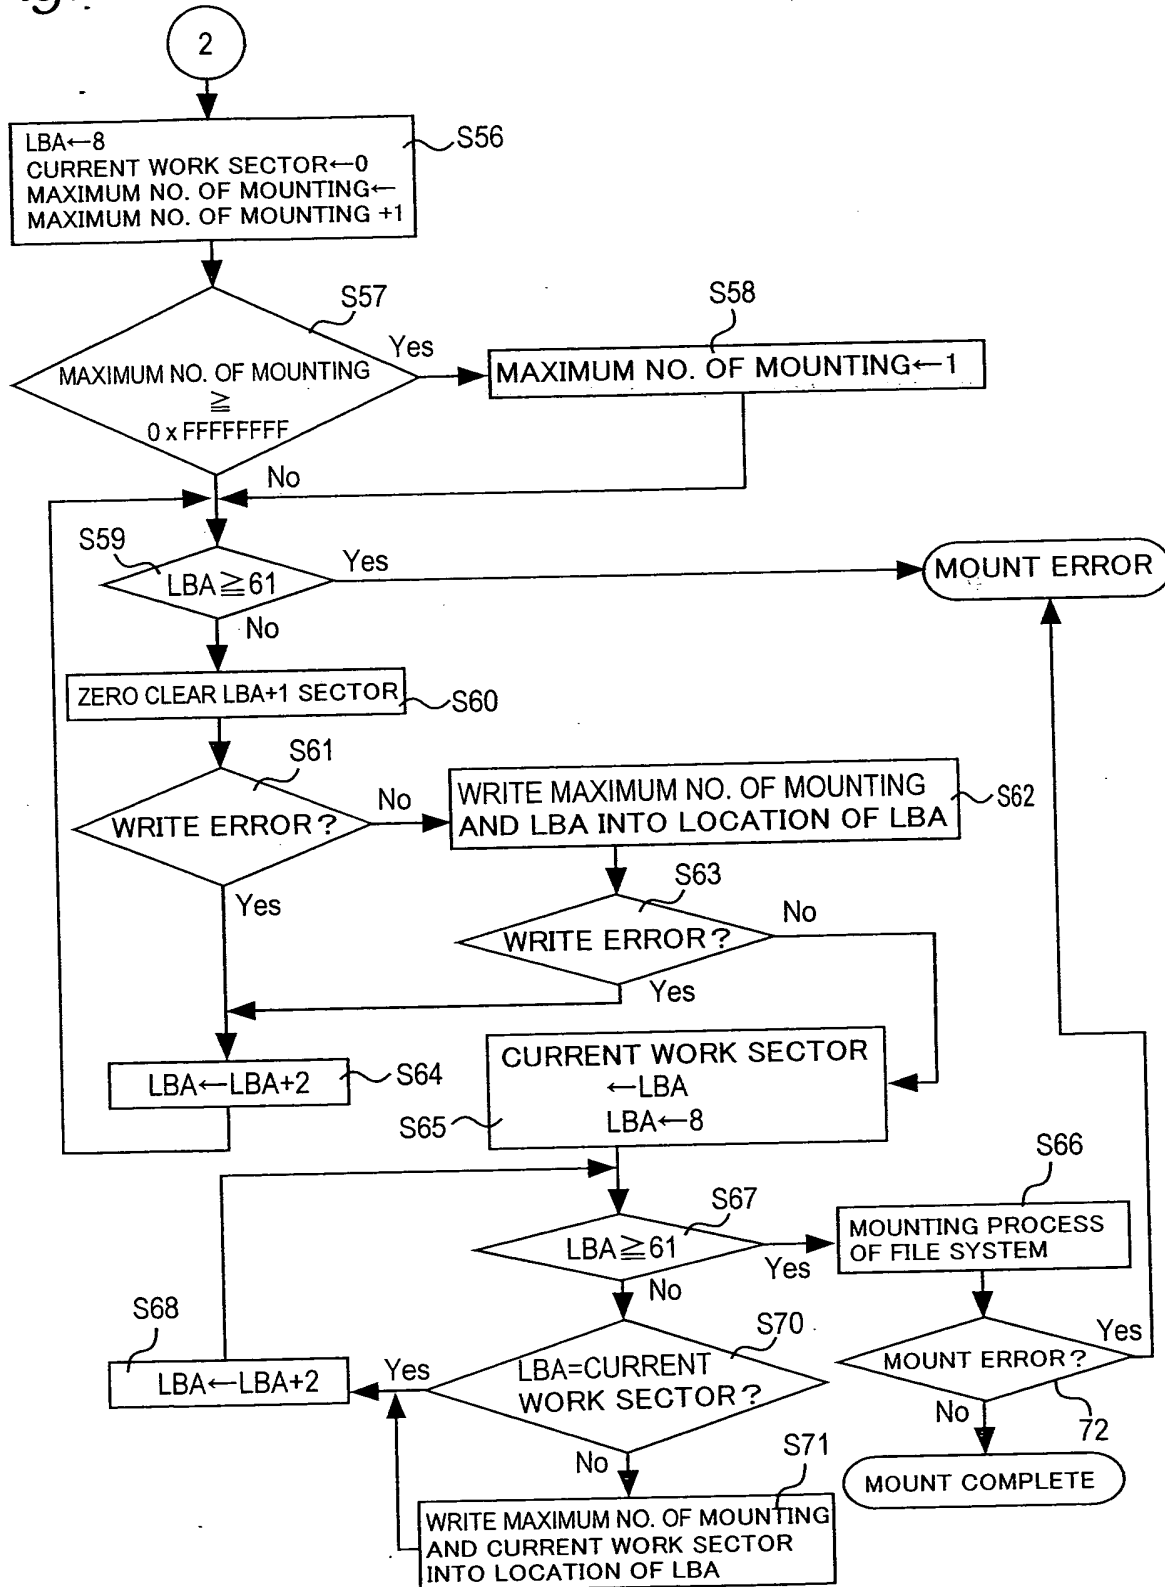 2
LBA←8
CURRENT WORK SECTOR←0
MAXIMUM NO. OF MOUNTING←
MAXIMUM NO. OF MOUNTING +1
S56
S57
MAXIMUM NO. OF MOUNTING
≧
0 x FFFFFFFF
Yes
No
S58
MAXIMUM NO. OF MOUNTING←1
S59
LBA≧61
Yes
No
MOUNT ERROR
ZERO CLEAR LBA+1 SECTOR
S60
S61
WRITE ERROR?
No
Yes
WRITE MAXIMUM NO. OF MOUNTING
AND LBA INTO LOCATION OF LBA
S62
S63
WRITE ERROR?
No
Yes
LBA←LBA+2
S64
CURRENT WORK SECTOR
←LBA
LBA←8
S65
S66
MOUNTING PROCESS
OF FILE SYSTEM
S67
LBA≧61
Yes
No
S68
LBA←LBA+2
S70
LBA=CURRENT
WORK SECTOR?
Yes
No
MOUNT ERROR?
Yes
No
72
MOUNT COMPLETE
S71
WRITE MAXIMUM NO. OF MOUNTING
AND CURRENT WORK SECTOR
INTO LOCATION OF LBA